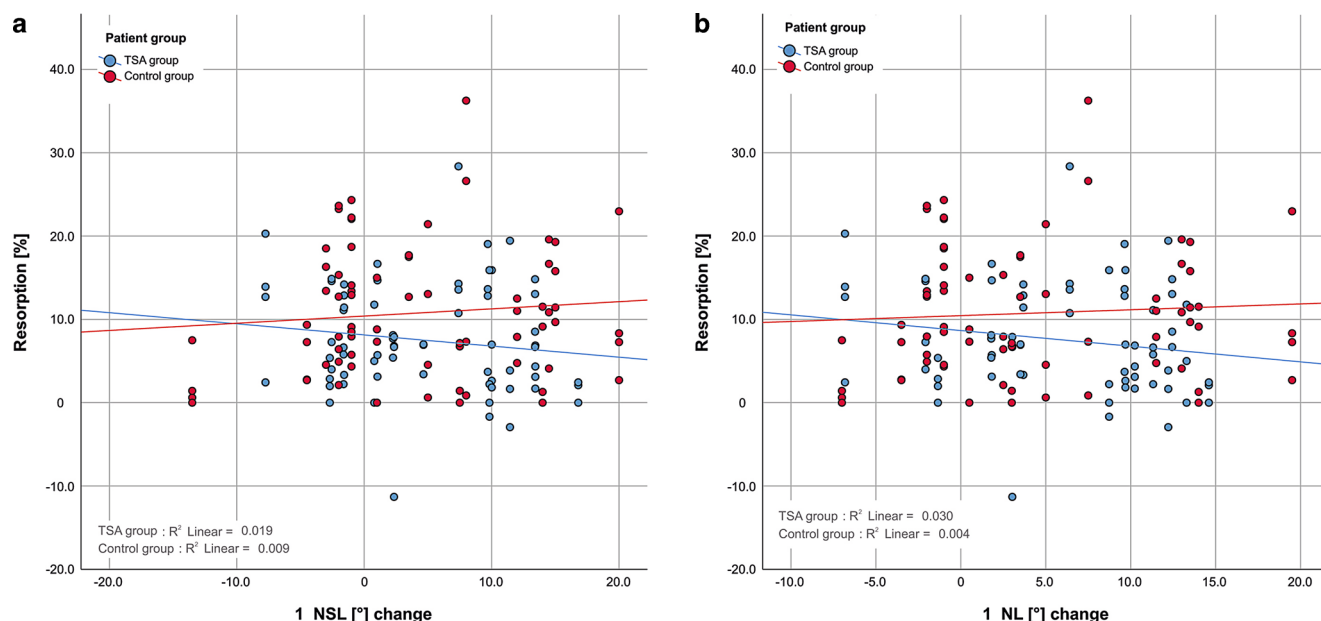 a
Patient group
TSA group
Control group
40.0
30.0
20.0
10.0
0
-10.0
-20.0
Resorption [%]
TSA group : R² Linear = 0.019
Control group : R² Linear = 0.009
-20.0 -10.0 0 10.0 20.0
1 NSL [°] change
b
Patient group
TSA group
Control group
40.0
30.0
20.0
10.0
0
-10.0
-20.0
Resorption [%]
TSA group : R² Linear = 0.030
Control group : R² Linear = 0.004
-10.0 -5.0 0 5.0 10.0 15.0 20.0
1 NL [°] change